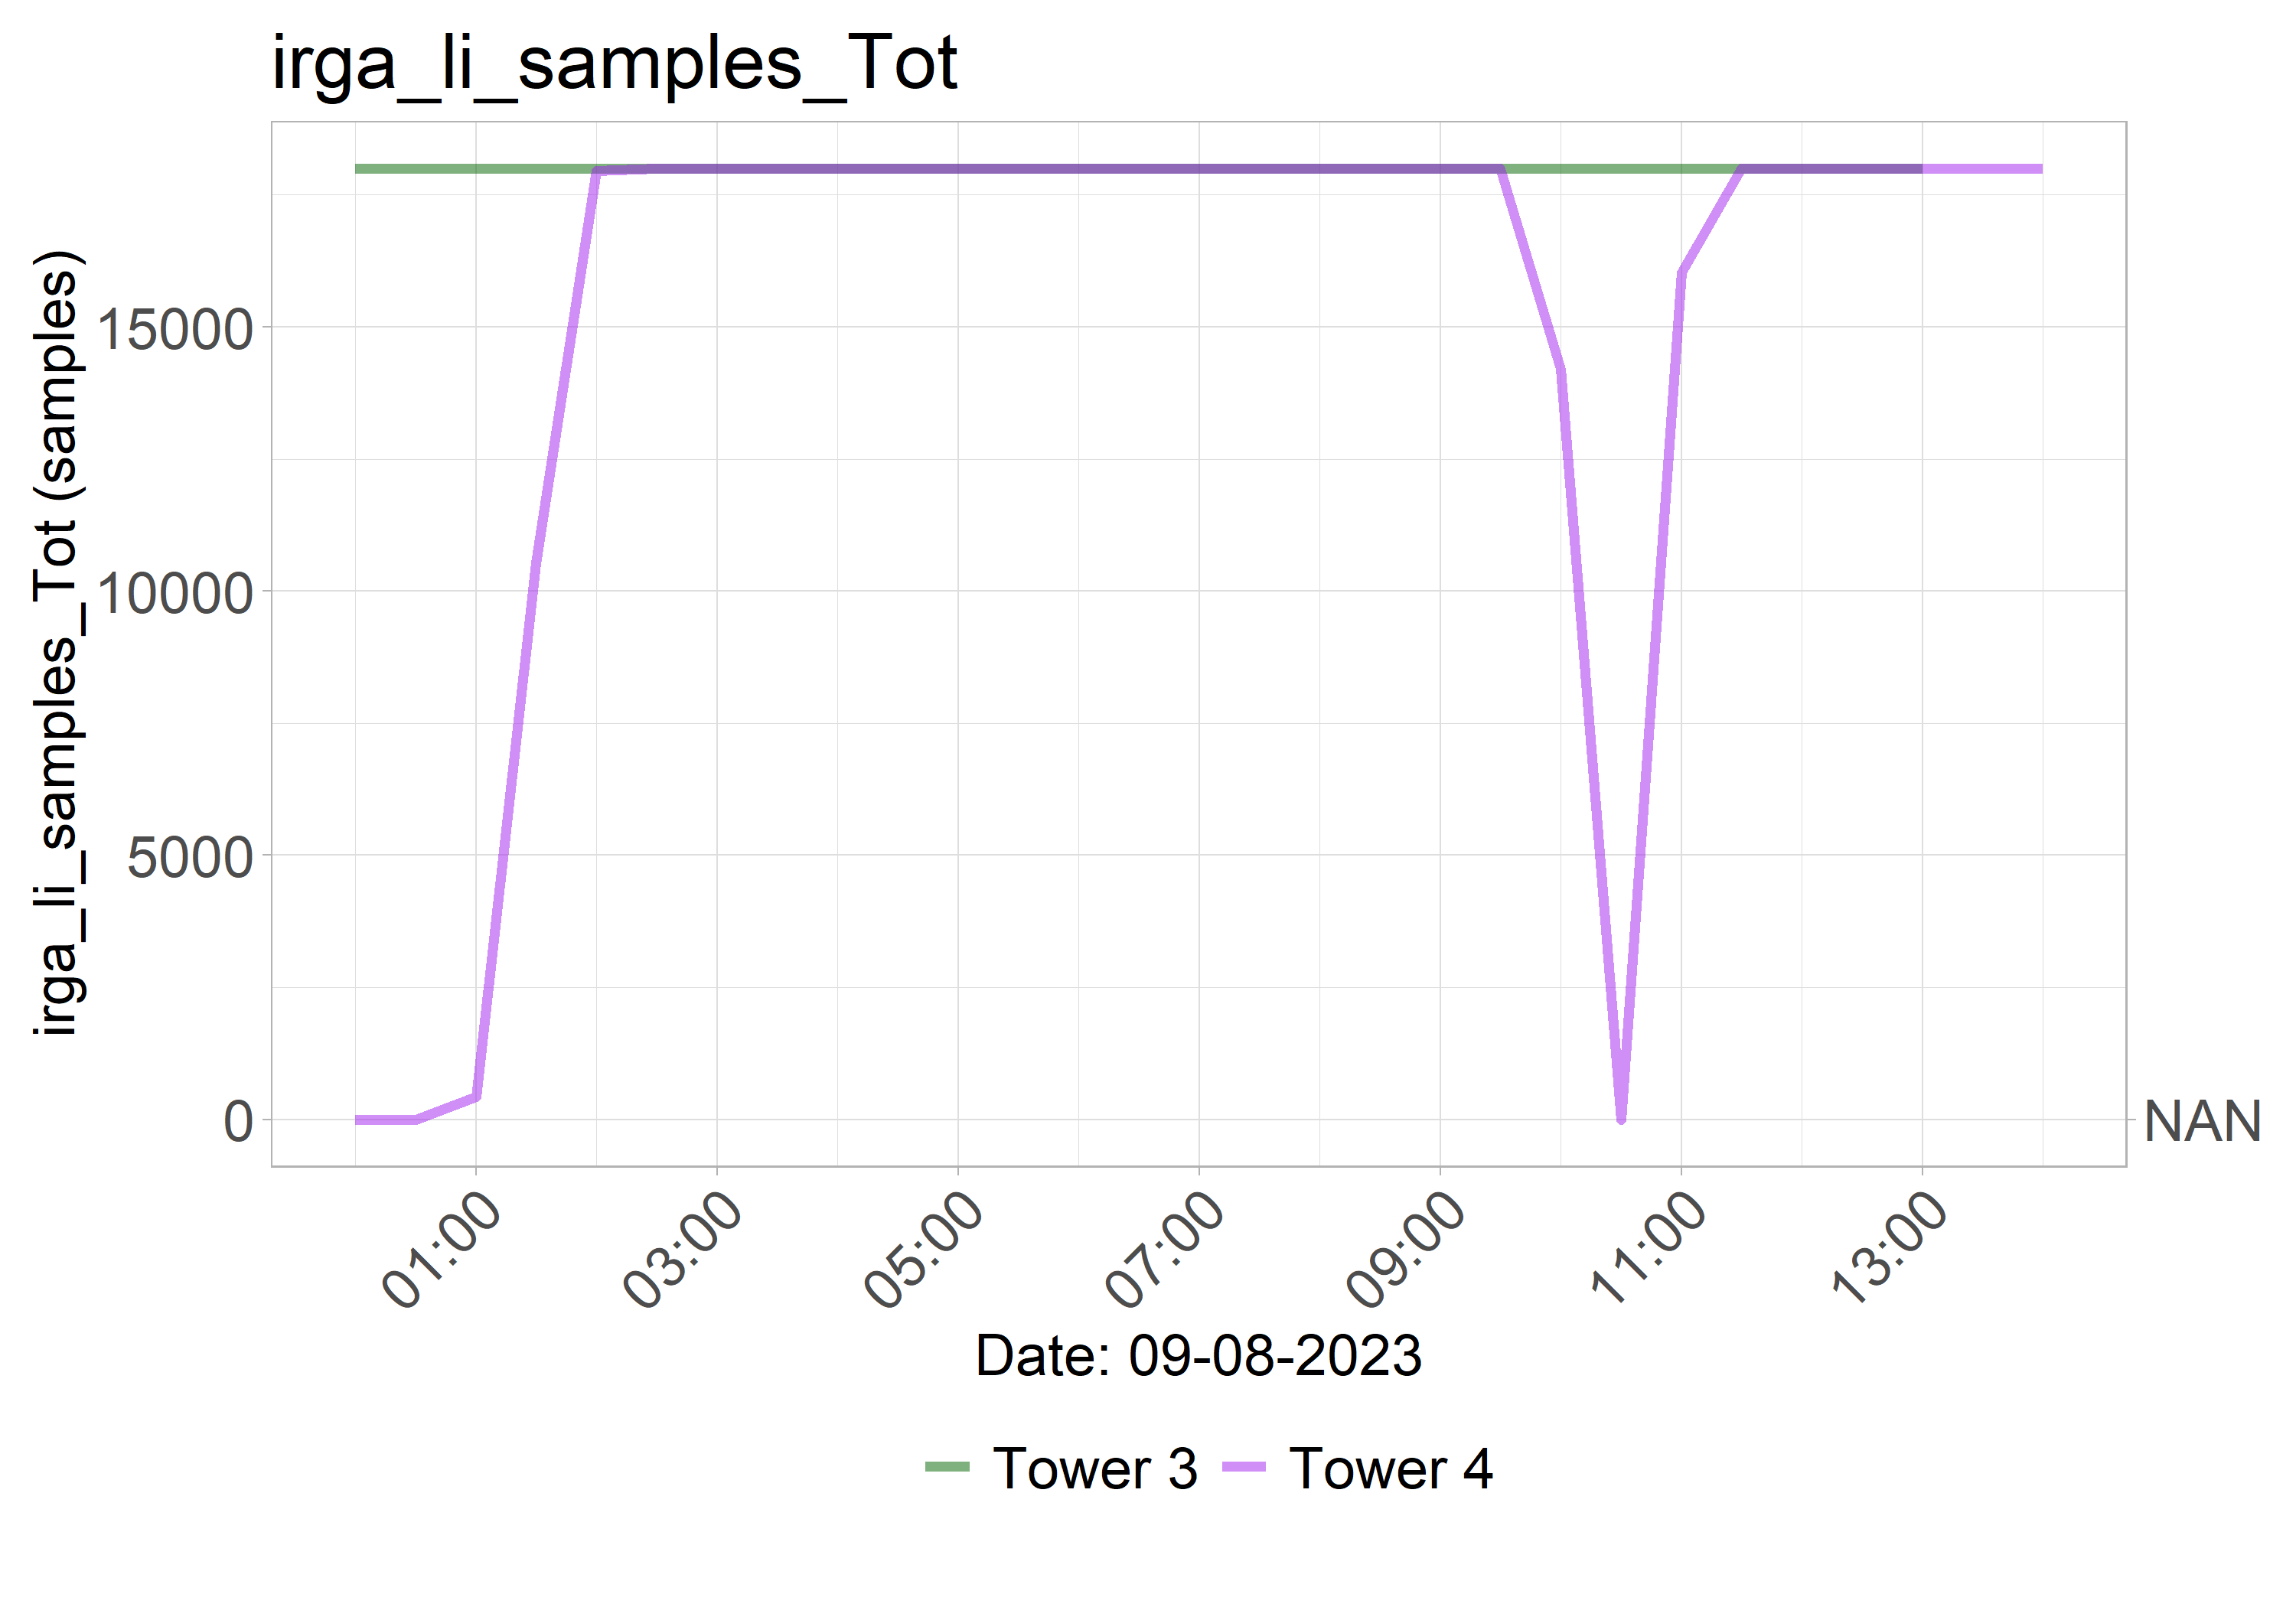 irga_li_samples_Tot
irga_li_samples_Tot (samples)
15000
10000
5000
0
NAN
01:00
03:00
05:00
07:00
09:00
11:00
13:00
Date: 09-08-2023
Tower 3
Tower 4